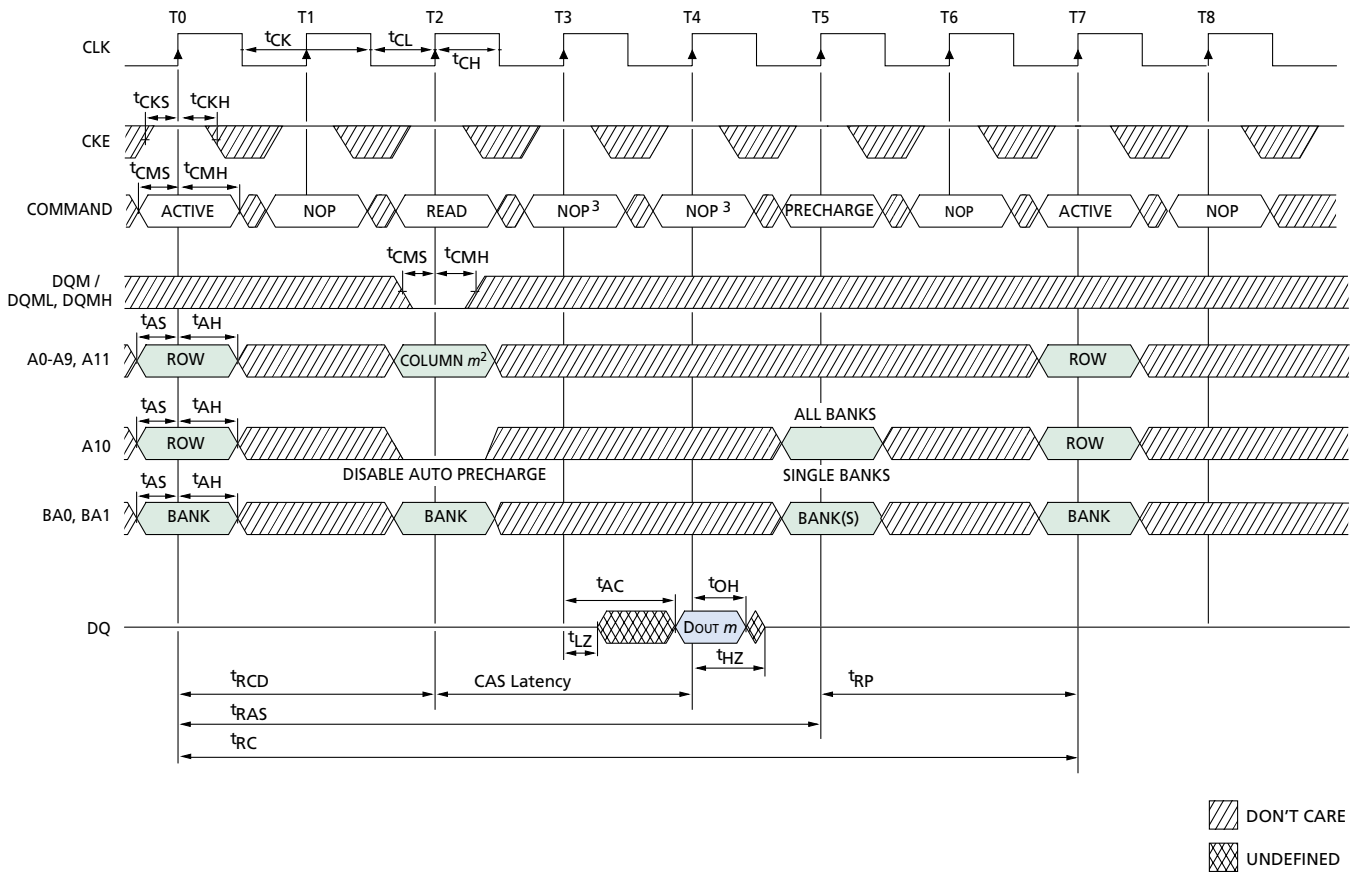 T0 T1 T2 T3 T4 T5 T6 T7 T8
CLK
tCK tCL
tCH
tCKS tCKH
CKE
tCMS tCMH
COMMAND ACTIVE NOP READ NOP3 NOP 3 PRECHARGE NOP ACTIVE NOP
tCMS tCMH
DQM /
DQML, DQMH
tAS tAH
A0-A9, A11 ROW COLUMN m2 ROW
tAS tAH ALL BANKS
A10 ROW ROW
DISABLE AUTO PRECHARGE SINGLE BANKS
tAS tAH
BA0, BA1 BANK BANK BANK(S) BANK
tAC tOH
DQ DOUT m
tLZ tHZ
tRCD CAS Latency tRP
tRAS
tRC
DON'T CARE
UNDEFINED